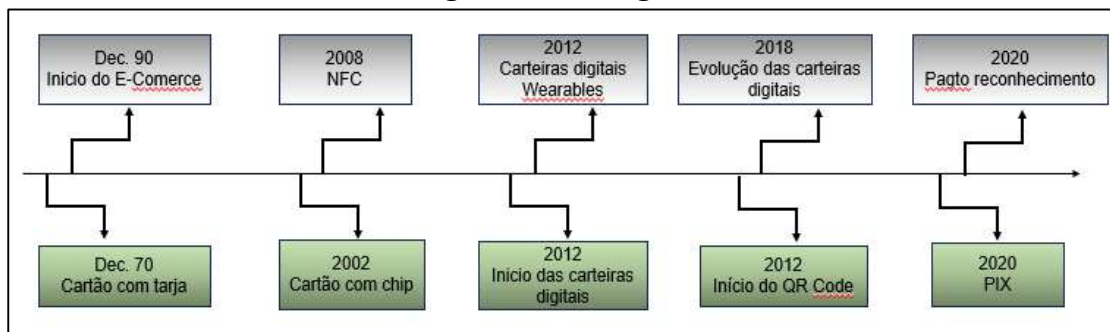 Dec. 90
Inicio do E-Comerce
2008
NFC
2012
Carteiras digitais
Wearables
2018
Evolução das carteiras
digitais
2020
Pagto reconhecimento
Dec. 70
Cartão com tarja
2002
Cartão com chip
2012
Inicio das carteiras
digitais
2012
Início do QR Code
2020
PIX